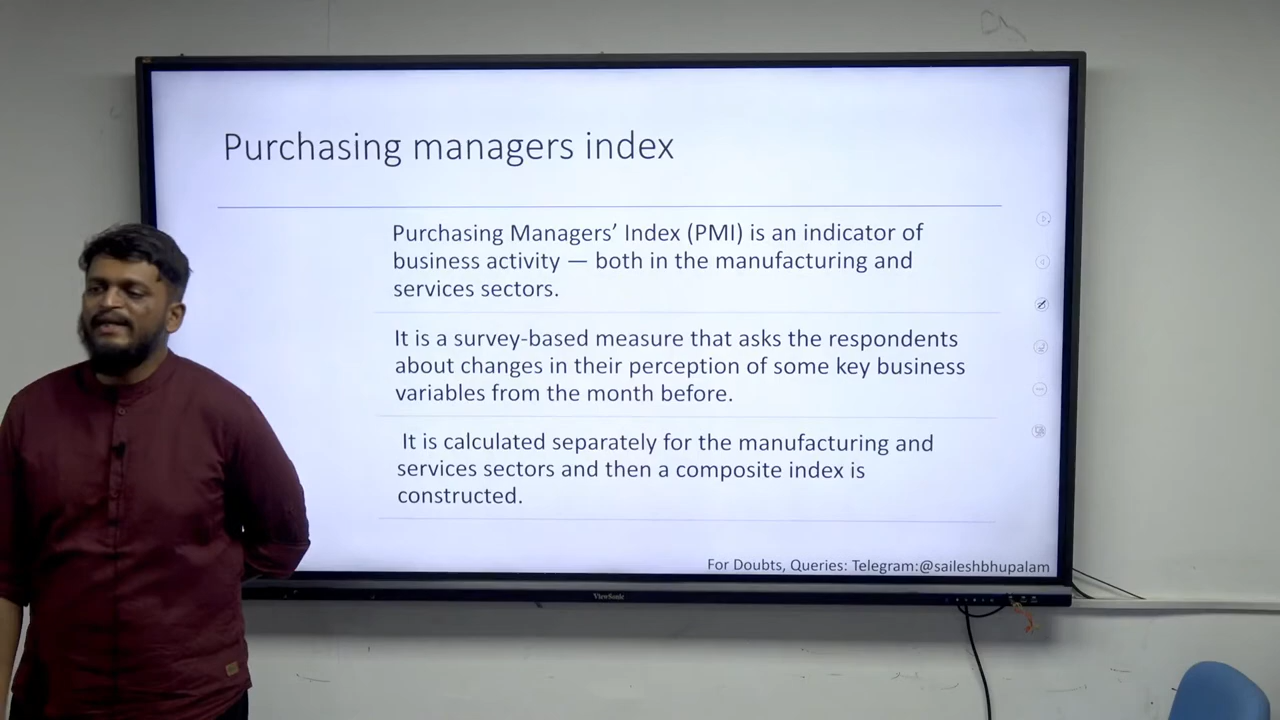 Purchasing managers index
Purchasing Managers’ Index (PMI) is an indicator of
business activity — both in the manufacturing and
services sectors.
It is a survey-based measure that asks the respondents
about changes in their perception of some key business
variables from the month before.
It is calculated separately for the manufacturing and
services sectors and then a composite index is
constructed.
For Doubts, Queries: Telegram:@saileshbhupalam
ViewSonic